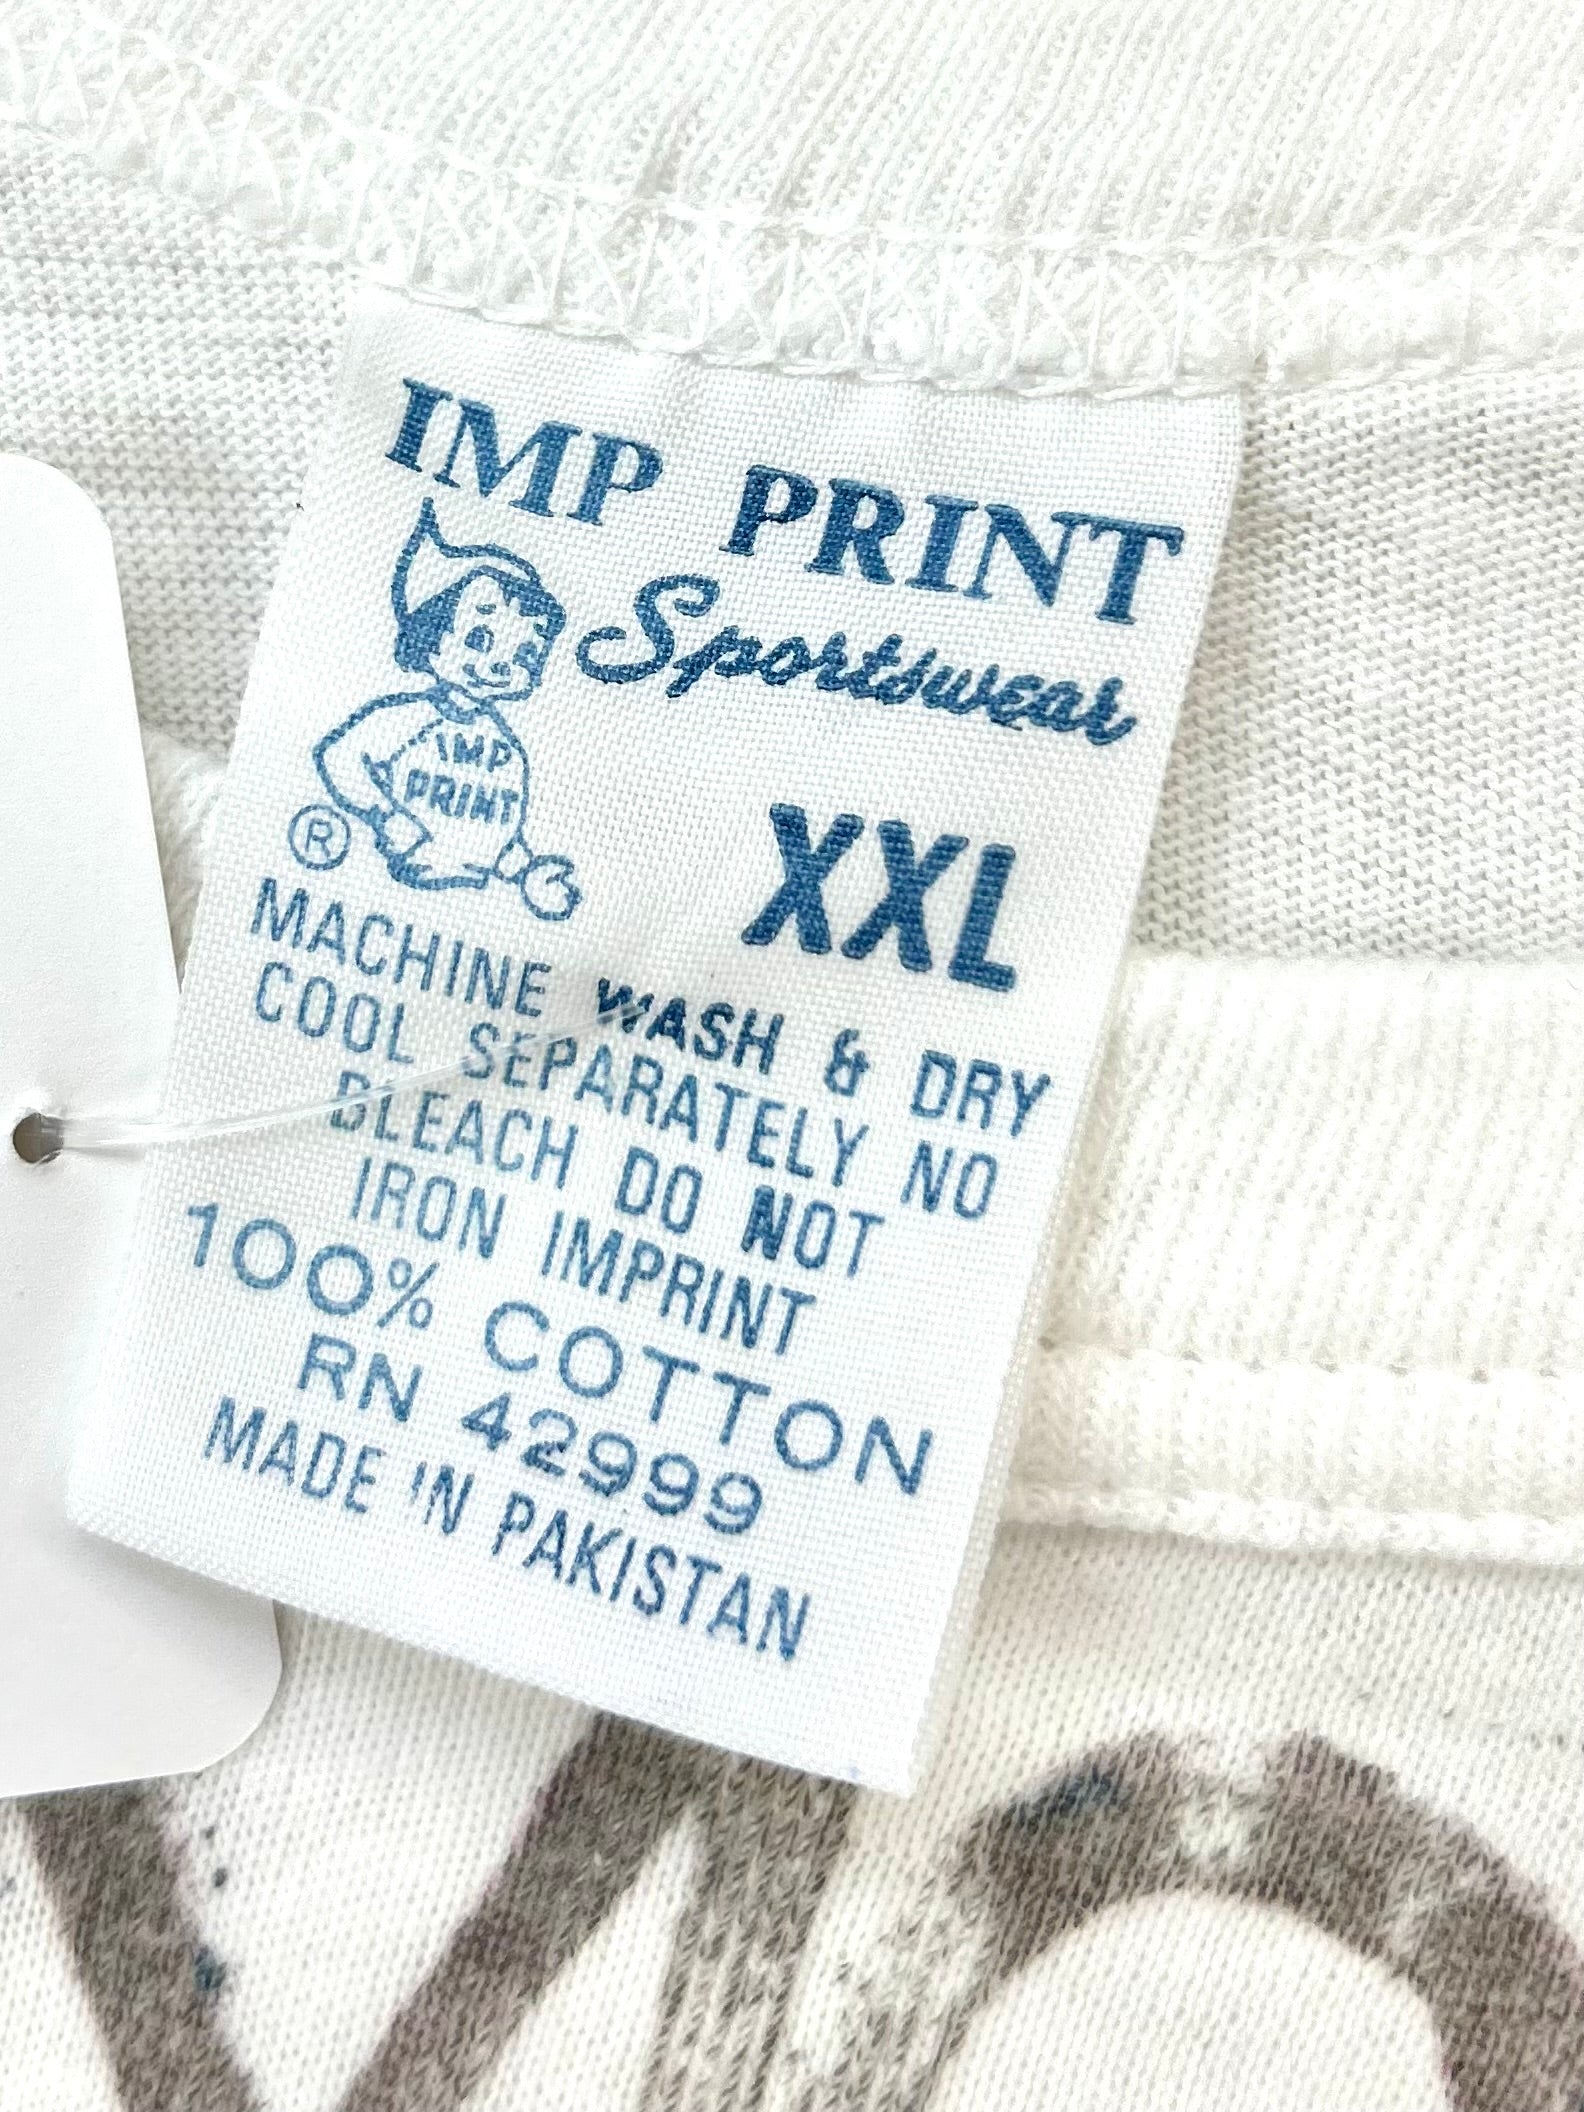 IMP PRINT
Sportswear
IMP
PRINT
®
XXL
MACHINE WASH & DRY
COOL SEPARATELY NO
BLEACH DO NOT
IRON IMPRINT
100% COTTON
RN 42999
MADE IN PAKISTAN